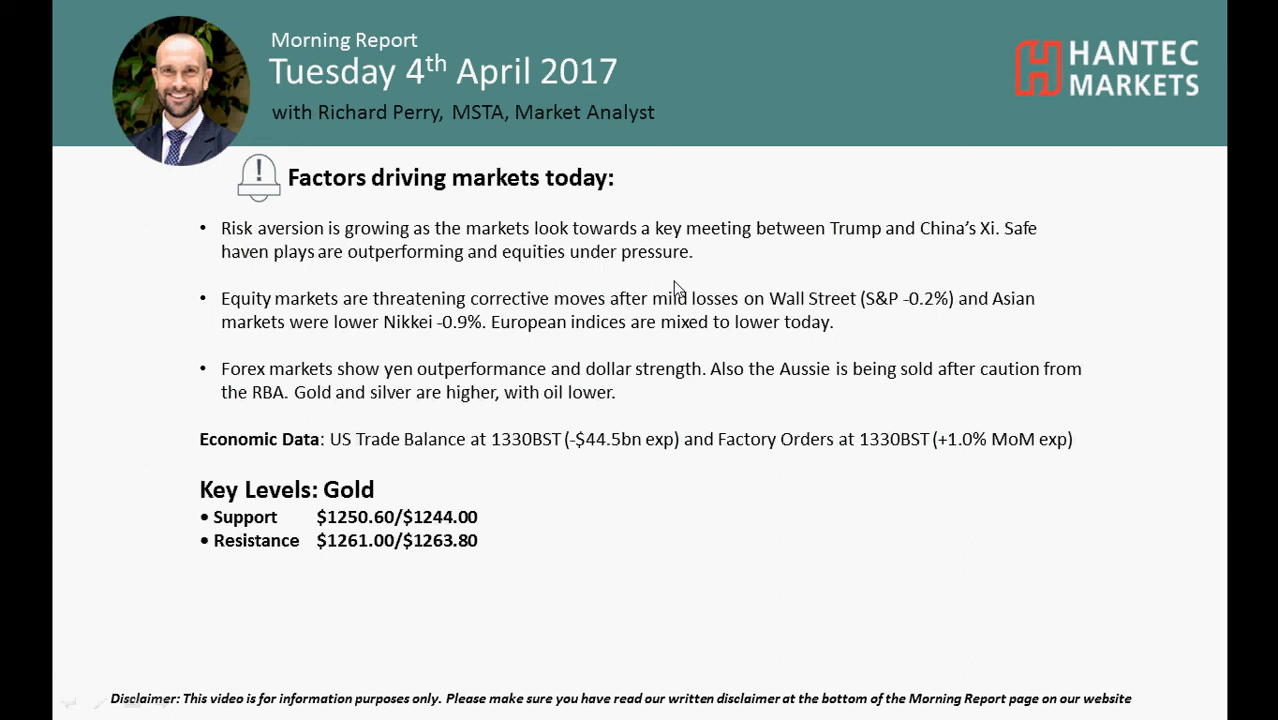 Morning Report
Tuesday 4th April 2017
with Richard Perry, MSTA, Market Analyst
HANTEC
MARKETS
!
Factors driving markets today:
• Risk aversion is growing as the markets look towards a key meeting between Trump and China's Xi. Safe
haven plays are outperforming and equities under pressure.
• Equity markets are threatening corrective moves after mild losses on Wall Street (S&P -0.2%) and Asian
markets were lower Nikkei -0.9%. European indices are mixed to lower today.
• Forex markets show yen outperformance and dollar strength. Also the Aussie is being sold after caution from
the RBA. Gold and silver are higher, with oil lower.
Economic Data: US Trade Balance at 1330BST (-$44.5bn exp) and Factory Orders at 1330BST (+1.0% MoM exp)
Key Levels: Gold
• Support $1250.60/$1244.00
• Resistance $1261.00/$1263.80
Disclaimer: This video is for information purposes only. Please make sure you have read our written disclaimer at the bottom of the Morning Report page on our website